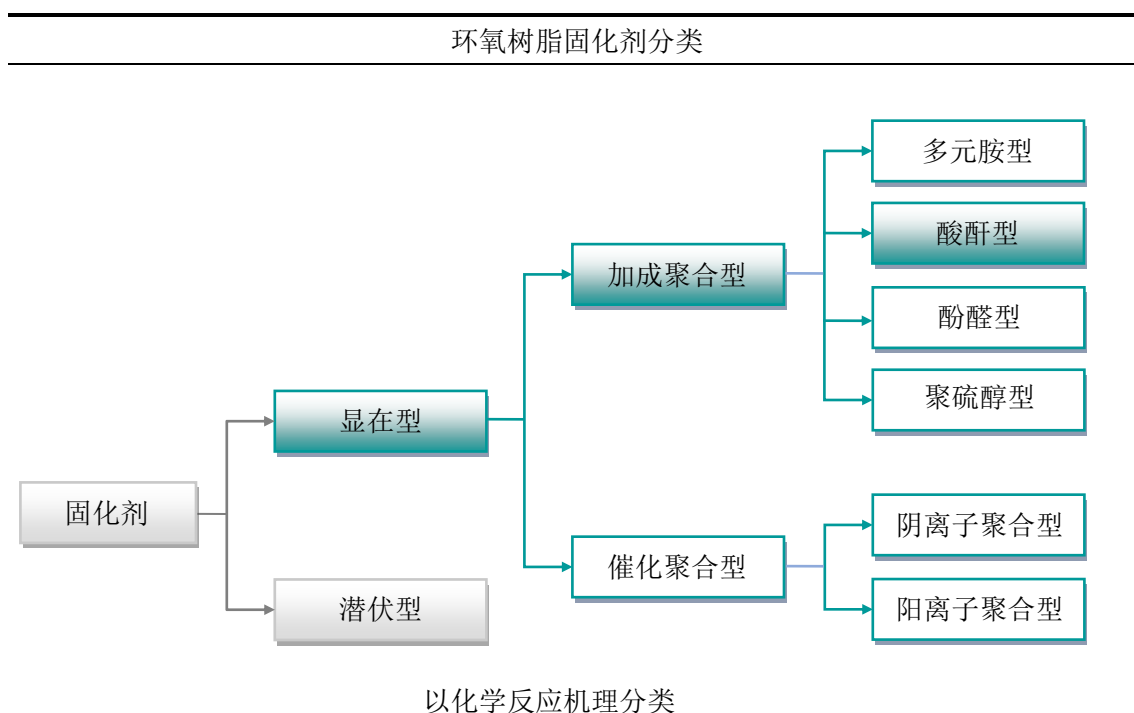 环氧树脂固化剂分类
多元胺型
酸酐型
加成聚合型
酚醛型
聚硫醇型
显在型
固化剂
阴离子聚合型
催化聚合型
潜伏型
阳离子聚合型
以化学反应机理分类